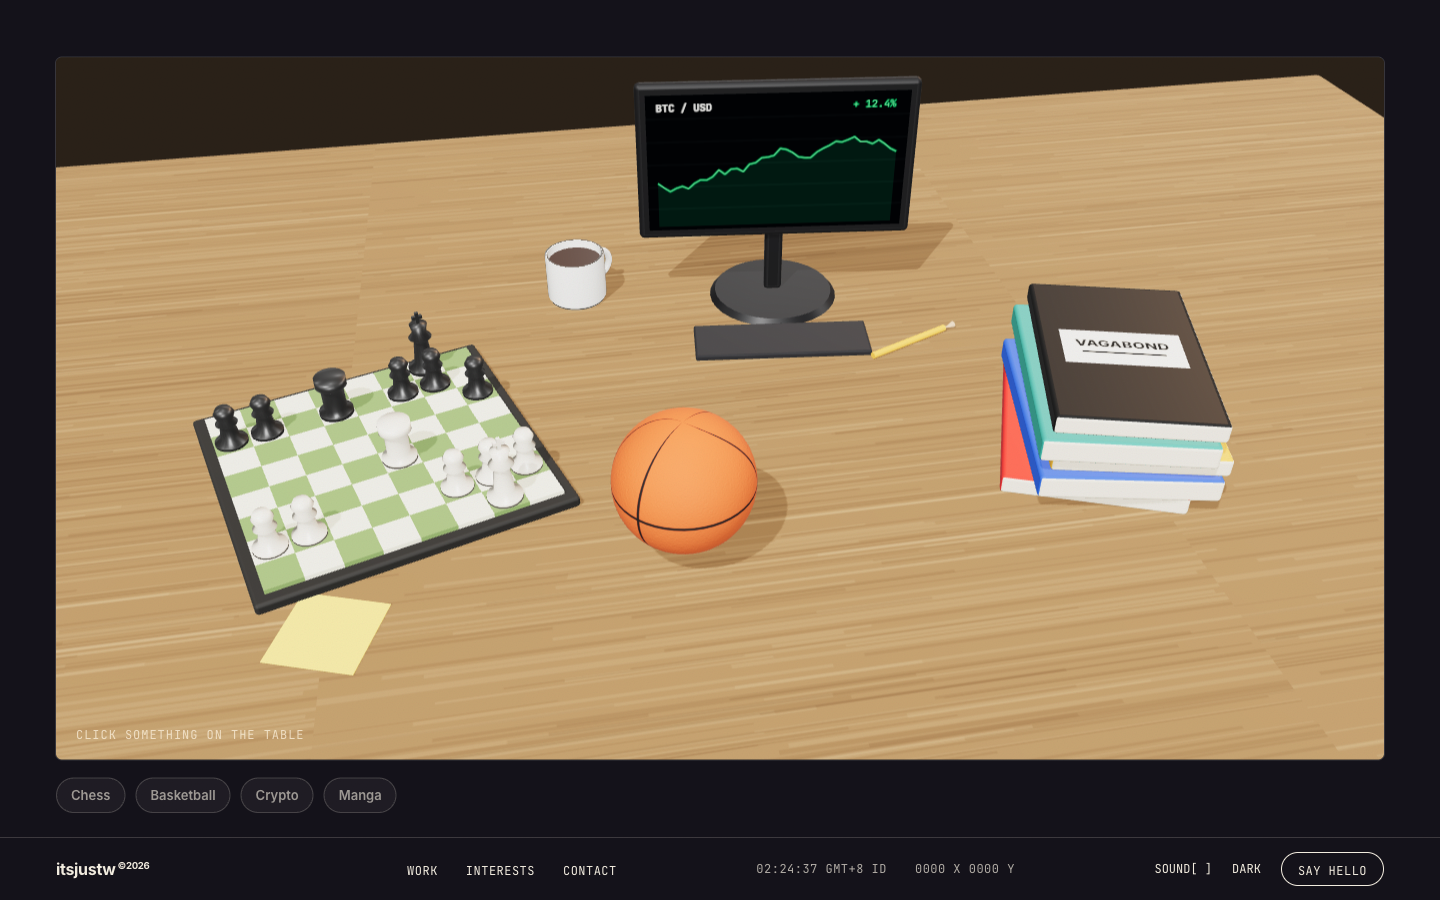 BTC / USD
+ 12.4%
VAGABOND
CLICK SOMETHING ON THE TABLE
Chess
Basketball
Crypto
Manga
itsjustw ©2026
WORK
INTERESTS
CONTACT
02:24:37 GMT+8 ID
0000 X 0000 Y
SOUND[ ]
DARK
SAY HELLO